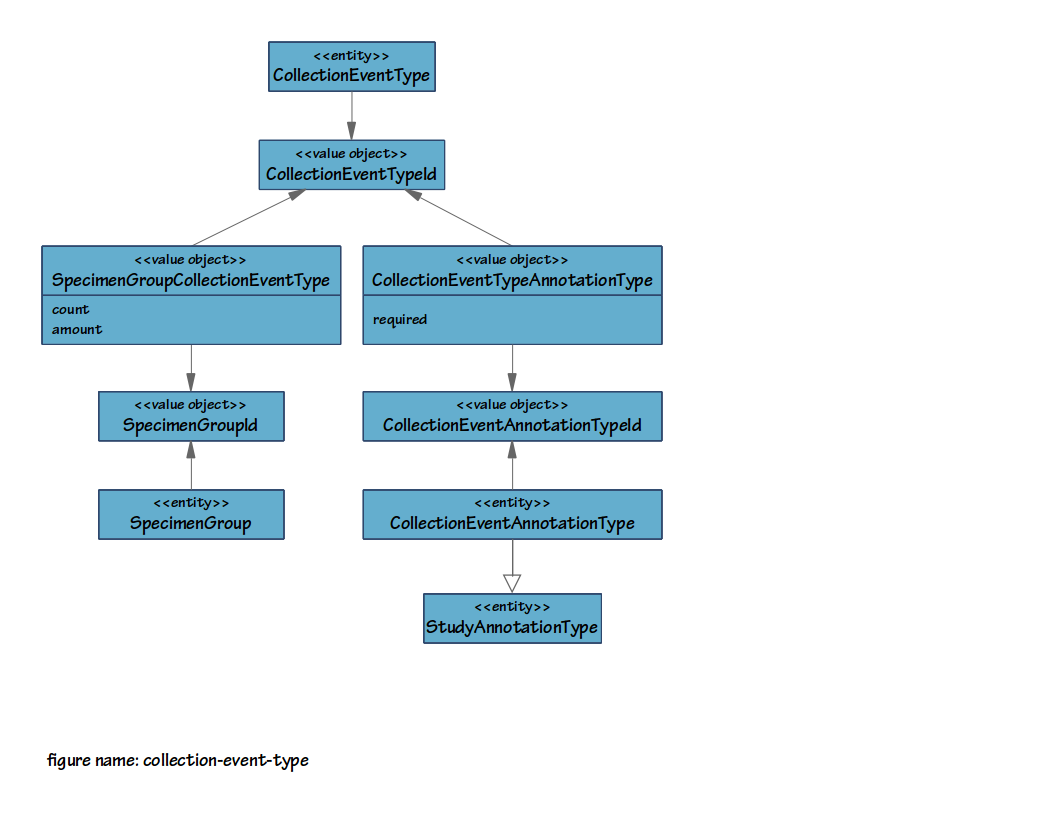 <<entity>>
CollectionEventType
<<value object>>
CollectionEventTypeId
<<value object>>
SpecimenGroupCollectionEventType
count
amount
<<value object>>
CollectionEventTypeAnnotationType
required
<<value object>>
SpecimenGroupId
<<value object>>
CollectionEventAnnotationTypeId
<<entity>>
SpecimenGroup
<<entity>>
CollectionEventAnnotationType
<<entity>>
StudyAnnotationType
figure name: collection-event-type